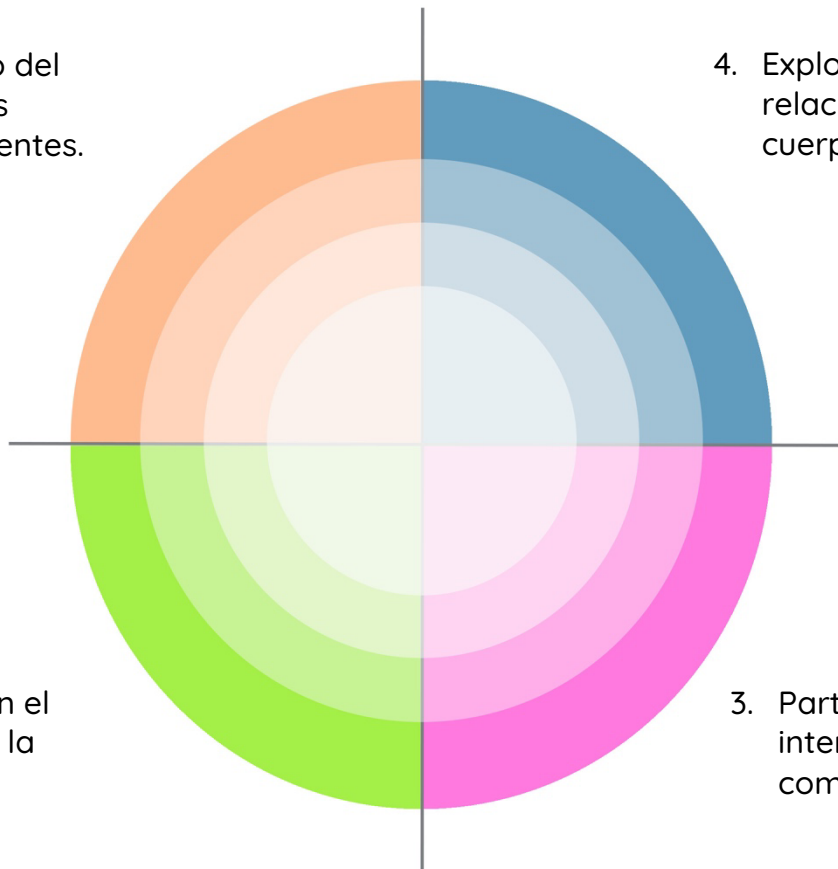 o del
s
entes.
4. Explo
relac
cuerp
n el
la
3. Part
inter
com